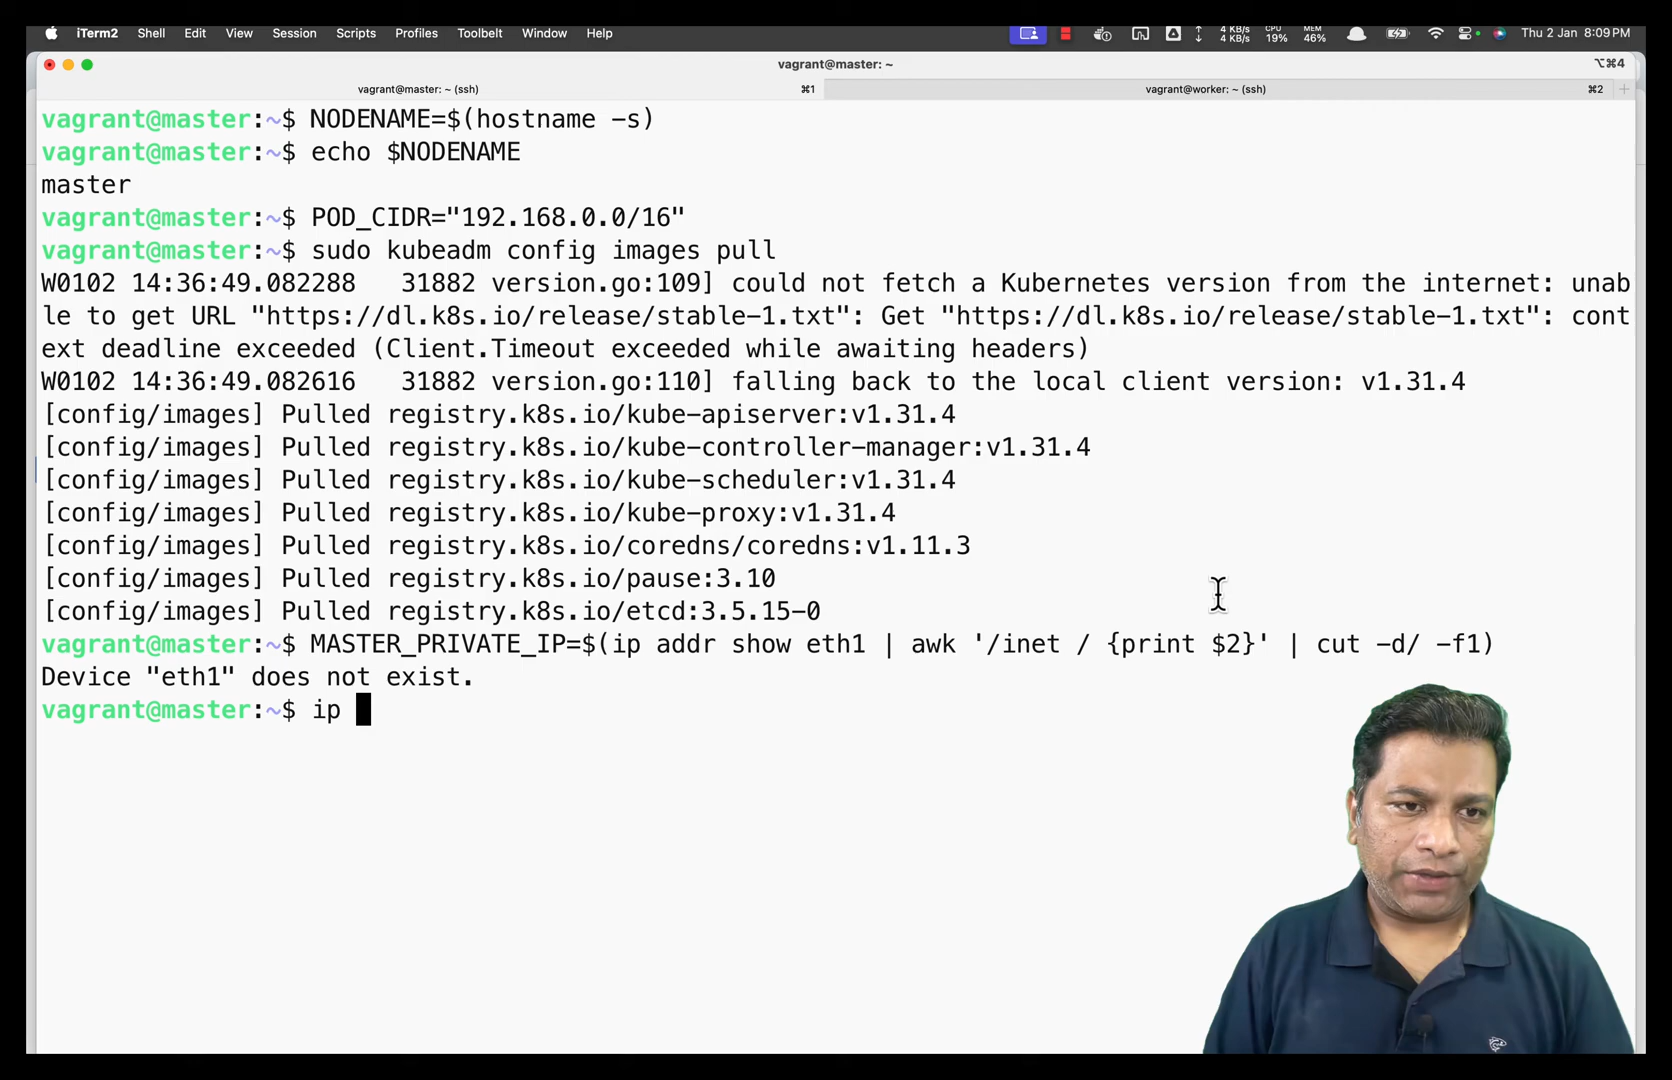 iTerm2 Shell Edit View Session Scripts Profiles Toolbelt Window Help 4 KB/s 4 KB/s CPU 19% MEM 46% Thu 2 Jan 8:09 PM
vagrant@master: ~ ⌥⌘4
vagrant@master: ~ (ssh) ⌘1 vagrant@worker: ~ (ssh) ⌘2 +
vagrant@master:~$ NODENAME=$(hostname -s)
vagrant@master:~$ echo $NODENAME
master
vagrant@master:~$ POD_CIDR="192.168.0.0/16"
vagrant@master:~$ sudo kubeadm config images pull
W0102 14:36:49.082288   31882 version.go:109] could not fetch a Kubernetes version from the internet: unab
le to get URL "https://dl.k8s.io/release/stable-1.txt": Get "https://dl.k8s.io/release/stable-1.txt": cont
ext deadline exceeded (Client.Timeout exceeded while awaiting headers)
W0102 14:36:49.082616   31882 version.go:110] falling back to the local client version: v1.31.4
[config/images] Pulled registry.k8s.io/kube-apiserver:v1.31.4
[config/images] Pulled registry.k8s.io/kube-controller-manager:v1.31.4
[config/images] Pulled registry.k8s.io/kube-scheduler:v1.31.4
[config/images] Pulled registry.k8s.io/kube-proxy:v1.31.4
[config/images] Pulled registry.k8s.io/coredns/coredns:v1.11.3
[config/images] Pulled registry.k8s.io/pause:3.10
[config/images] Pulled registry.k8s.io/etcd:3.5.15-0
vagrant@master:~$ MASTER_PRIVATE_IP=$(ip addr show eth1 | awk '/inet / {print $2}' | cut -d/ -f1)
Device "eth1" does not exist.
vagrant@master:~$ ip